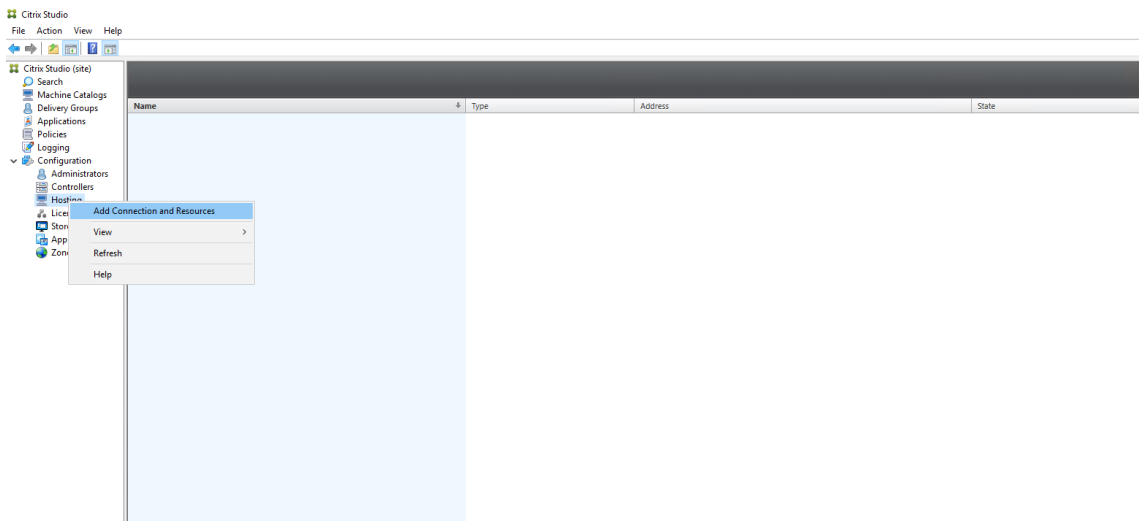 Citrix Studio
File Action View Help
Citrix Studio (site)
Search
Machine Catalogs
Delivery Groups
Applications
Policies
Logging
Configuration
Administrators
Controllers
Hosting
Name Type Address State
Add Connection and Resources
View
Refresh
Help